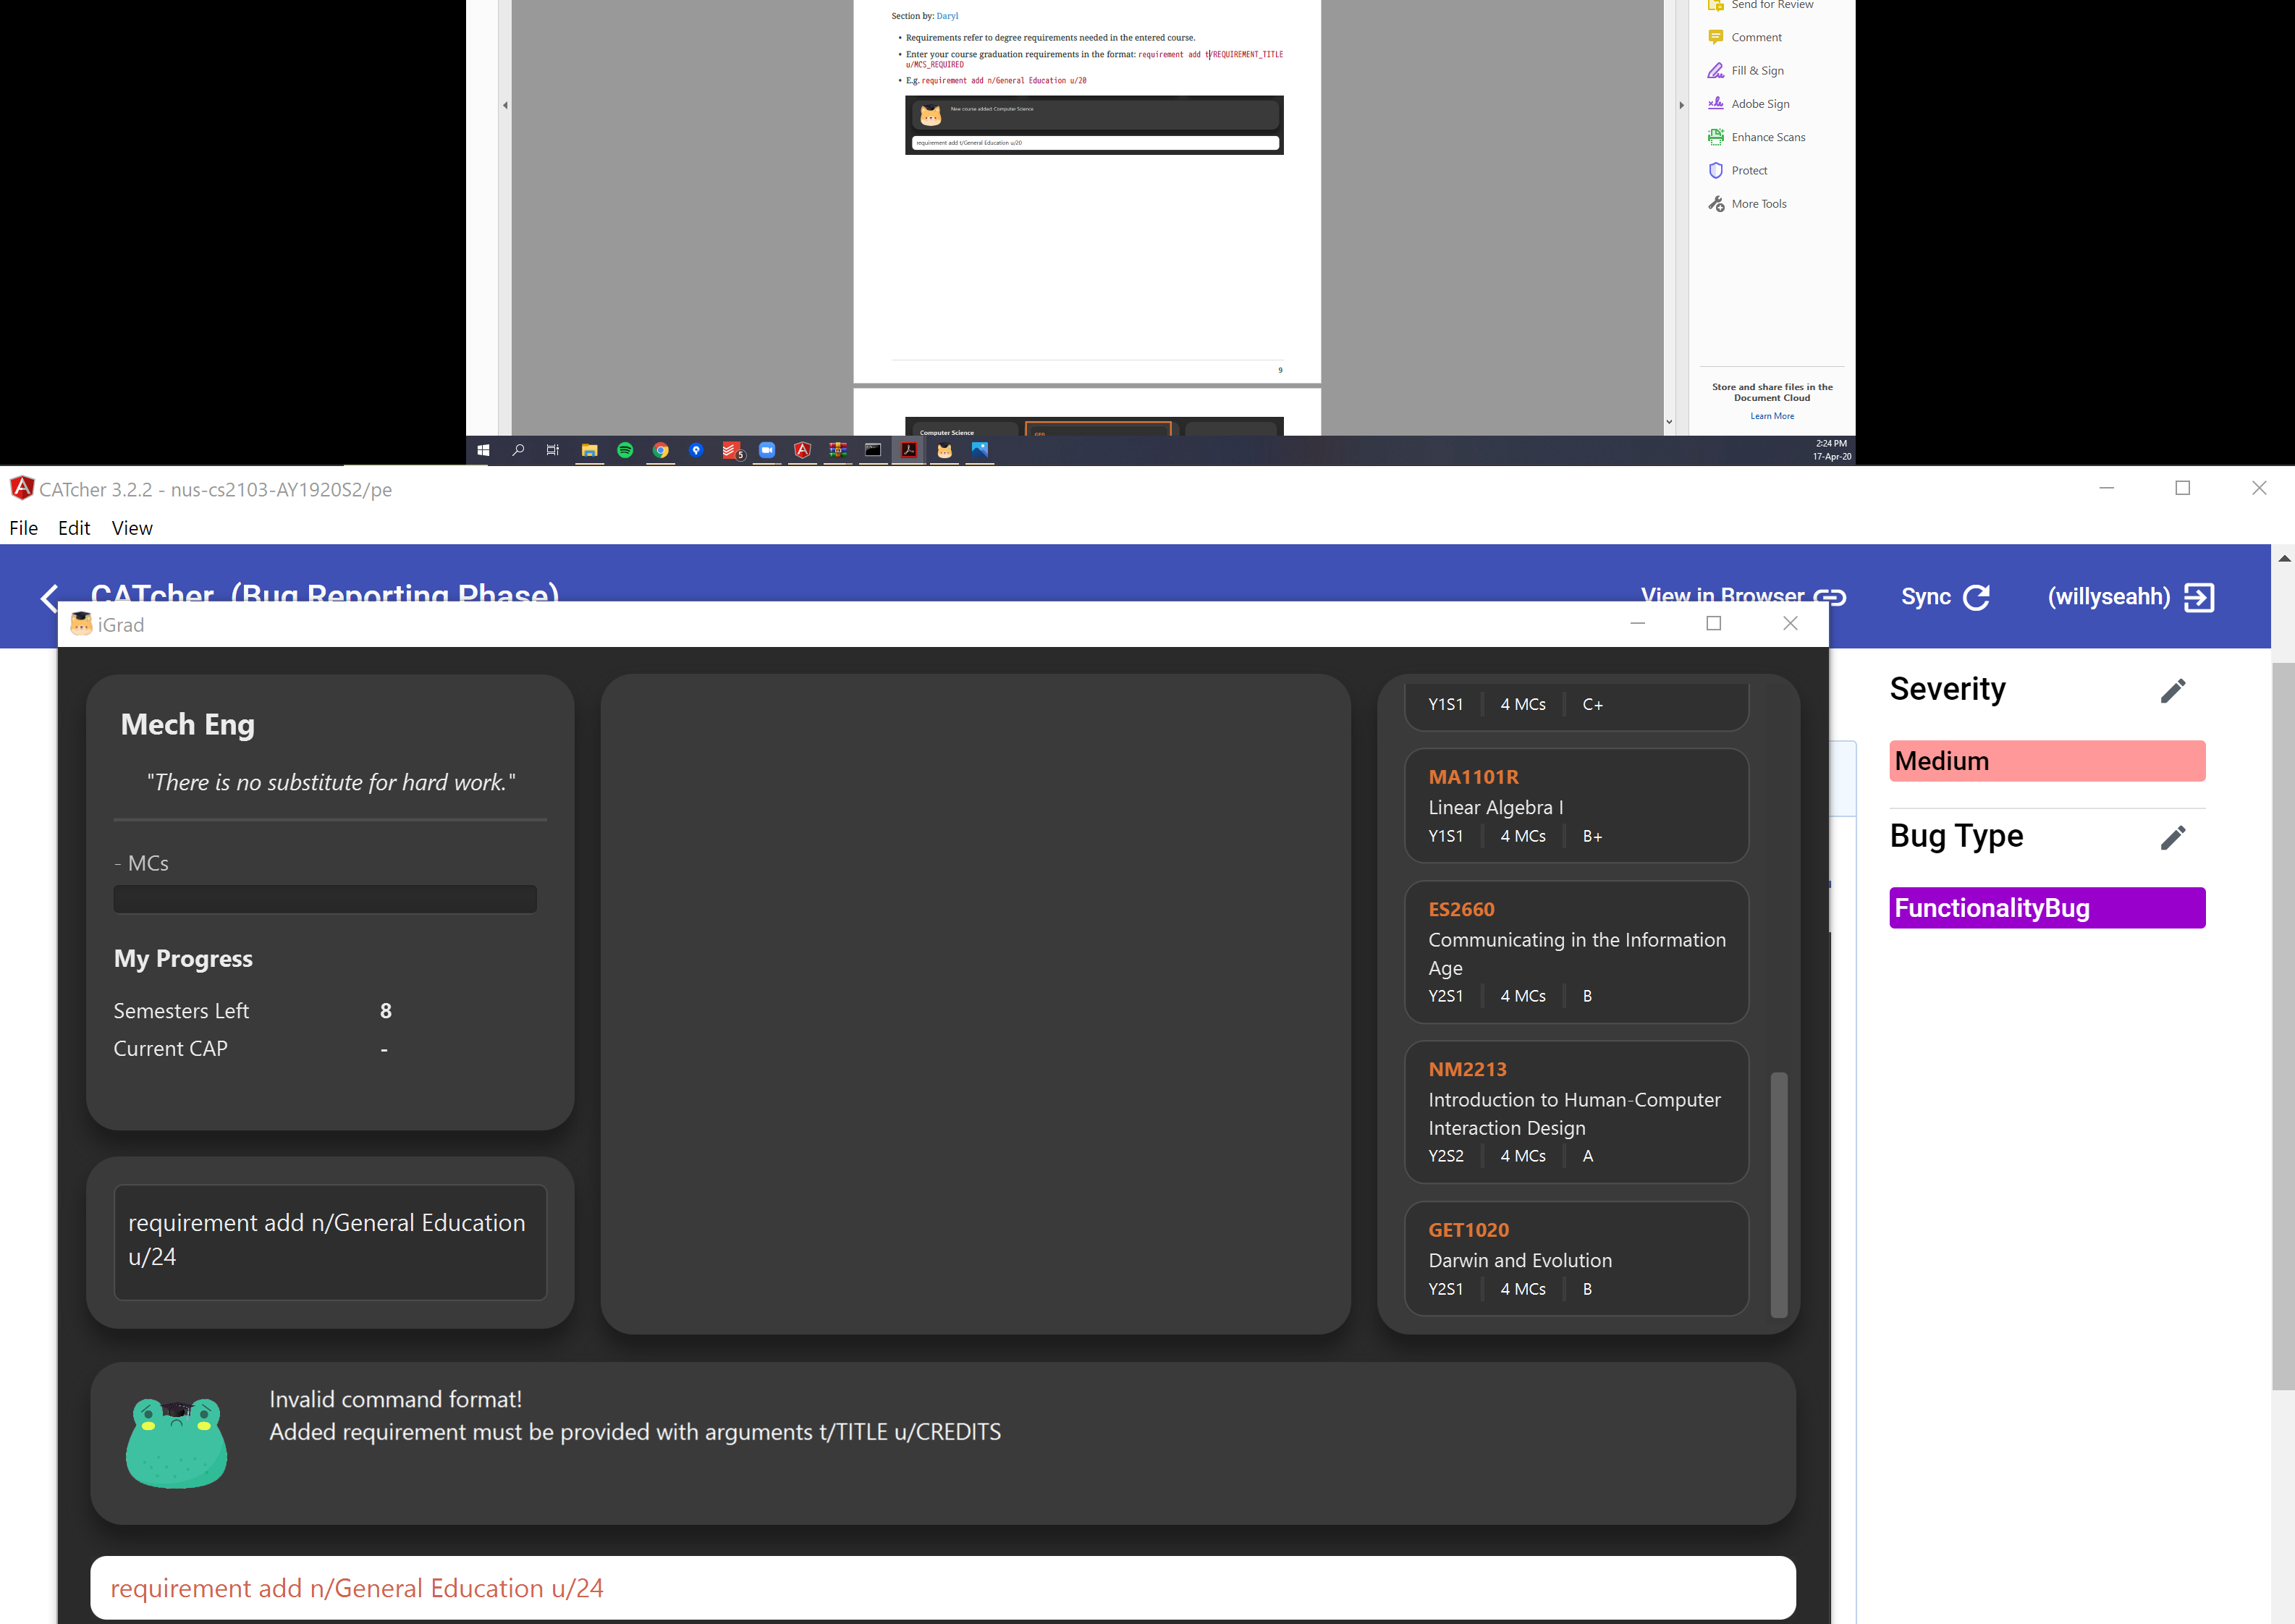 Section by: Daryl
• Requirements refer to degree requirements needed in the entered course.
• Enter your course graduation requirements in the format: requirement add t/REQUIREMENT_TITLE
u/MCS_REQUIRED
• E.g. requirement add n/General Education u/20
New course added Computer Science
requirement add t/General Education u/20
9
Computer Science
GE0
Send for Review
Comment
Fill & Sign
Adobe Sign
Enhance Scans
Protect
More Tools
Store and share files in the
Document Cloud
Learn More
5
2:24 PM
17-Apr-20
CATcher 3.2.2 - nus-cs2103-AY1920S2/pe
File Edit View
CATcher (Bug Reporting Phase)
View in Browser
Sync
(willyseahh)
iGrad
Mech Eng
"There is no substitute for hard work."
- MCs
My Progress
Semesters Left 8
Current CAP -
requirement add n/General Education
u/24
Y1S1 4 MCs C+
MA1101R
Linear Algebra I
Y1S1 4 MCs B+
ES2660
Communicating in the Information
Age
Y2S1 4 MCs B
NM2213
Introduction to Human-Computer
Interaction Design
Y2S2 4 MCs A
GET1020
Darwin and Evolution
Y2S1 4 MCs B
Invalid command format!
Added requirement must be provided with arguments t/TITLE u/CREDITS
requirement add n/General Education u/24
Severity
Medium
Bug Type
FunctionalityBug